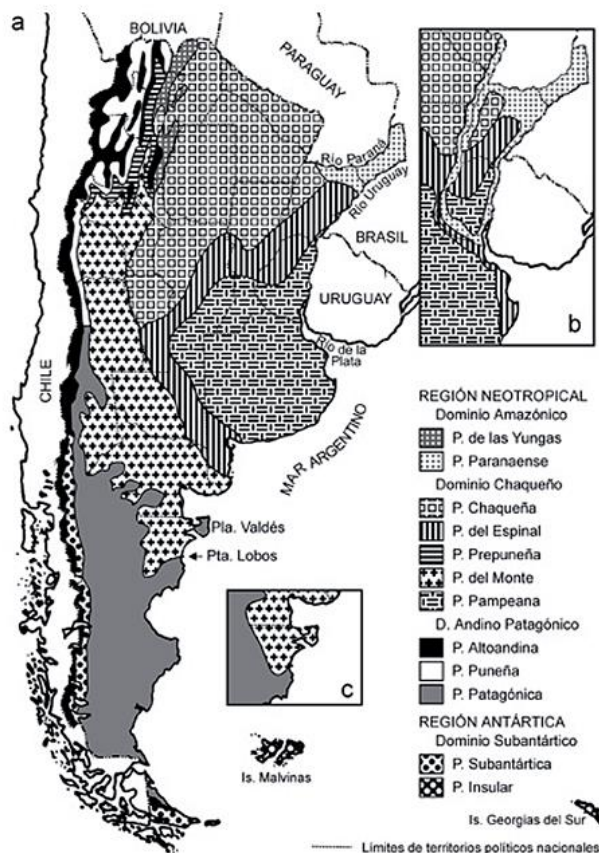 a
BOLIVIA
PARAGUAY
Río Paraná
Río Uruguay
BRASIL
URUGUAY
Río de la
Plata
CHILE
MAR ARGENTINO
Pla. Valdés
Pta. Lobos
c
Is. Malvinas
b
REGIÓN NEOTROPICAL
Dominio Amazónico
P. de las Yungas
P. Paranaense
Dominio Chaqueño
P. Chaqueña
P. del Espinal
P. Prepuneña
P. del Monte
P. Pampeana
D. Andino Patagónico
P. Altoandina
P. Puneña
P. Patagónica
REGIÓN ANTÁRTICA
Dominio Subantártico
P. Subantártica
P. Insular
Is. Georgias del Sur
Límites de territorios políticos nacionales